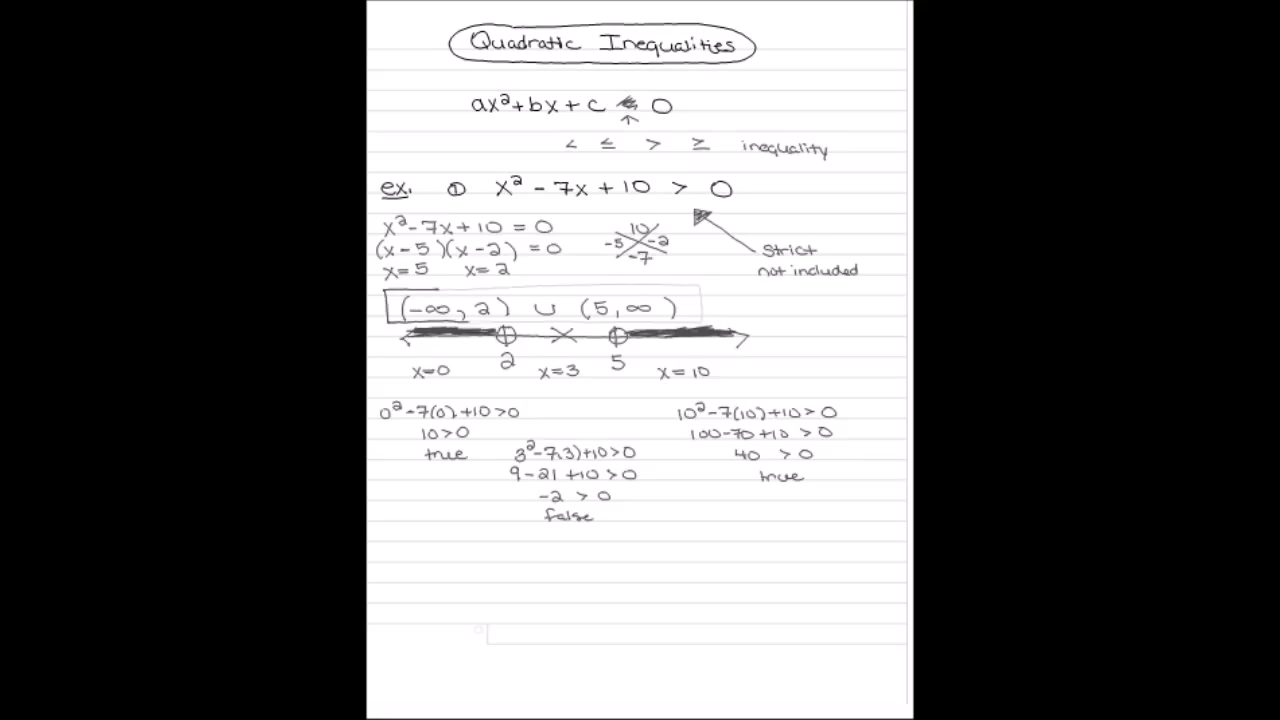 Quadratic Inequalities
ax² + bx + c 0
↑
< ≤ > ≥ inequality
ex. ① x² - 7x + 10 > 0
x² - 7x + 10 = 0
(x - 5)(x - 2) = 0
x = 5 x = 2
10
-5 -2
-7
Strict
not included
(-∞, 2) ∪ (5, ∞)
2 5
x=0 x=3 x=10
0² - 7(0) + 10 > 0
10 > 0
true
3² - 7(3) + 10 > 0
9 - 21 + 10 > 0
-2 > 0
false
10² - 7(10) + 10 > 0
100 - 70 + 10 > 0
40 > 0
true